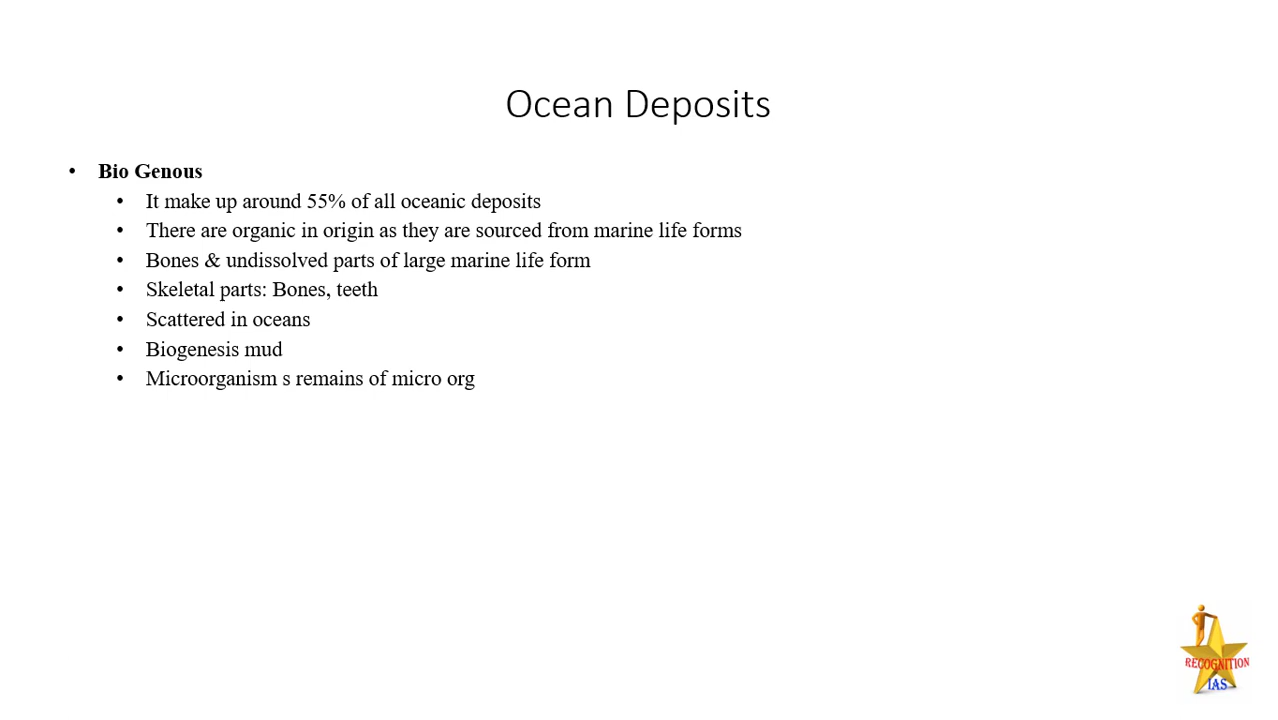 Ocean Deposits
• Bio Genous
• It make up around 55% of all oceanic deposits
• There are organic in origin as they are sourced from marine life forms
• Bones & undissolved parts of large marine life form
• Skeletal parts: Bones, teeth
• Scattered in oceans
• Biogenesis mud
• Microorganism s remains of micro org
RECOGNITION
IAS